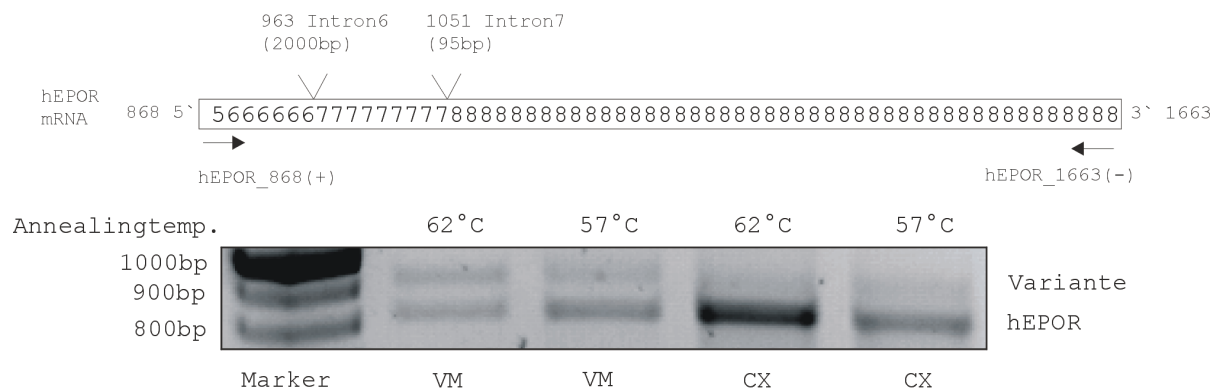 963 Intron6 1051 Intron7
(2000bp) (95bp)
hEPOR
mRNA
868 5` 5666666777777777888888888888888888888888888888888888888888888 3` 1663
hEPOR_868(+) hEPOR_1663(-)
Annealingtemp. 62°C 57°C 62°C 57°C
1000bp
900bp
800bp
Variante
hEPOR
Marker VM VM CX CX